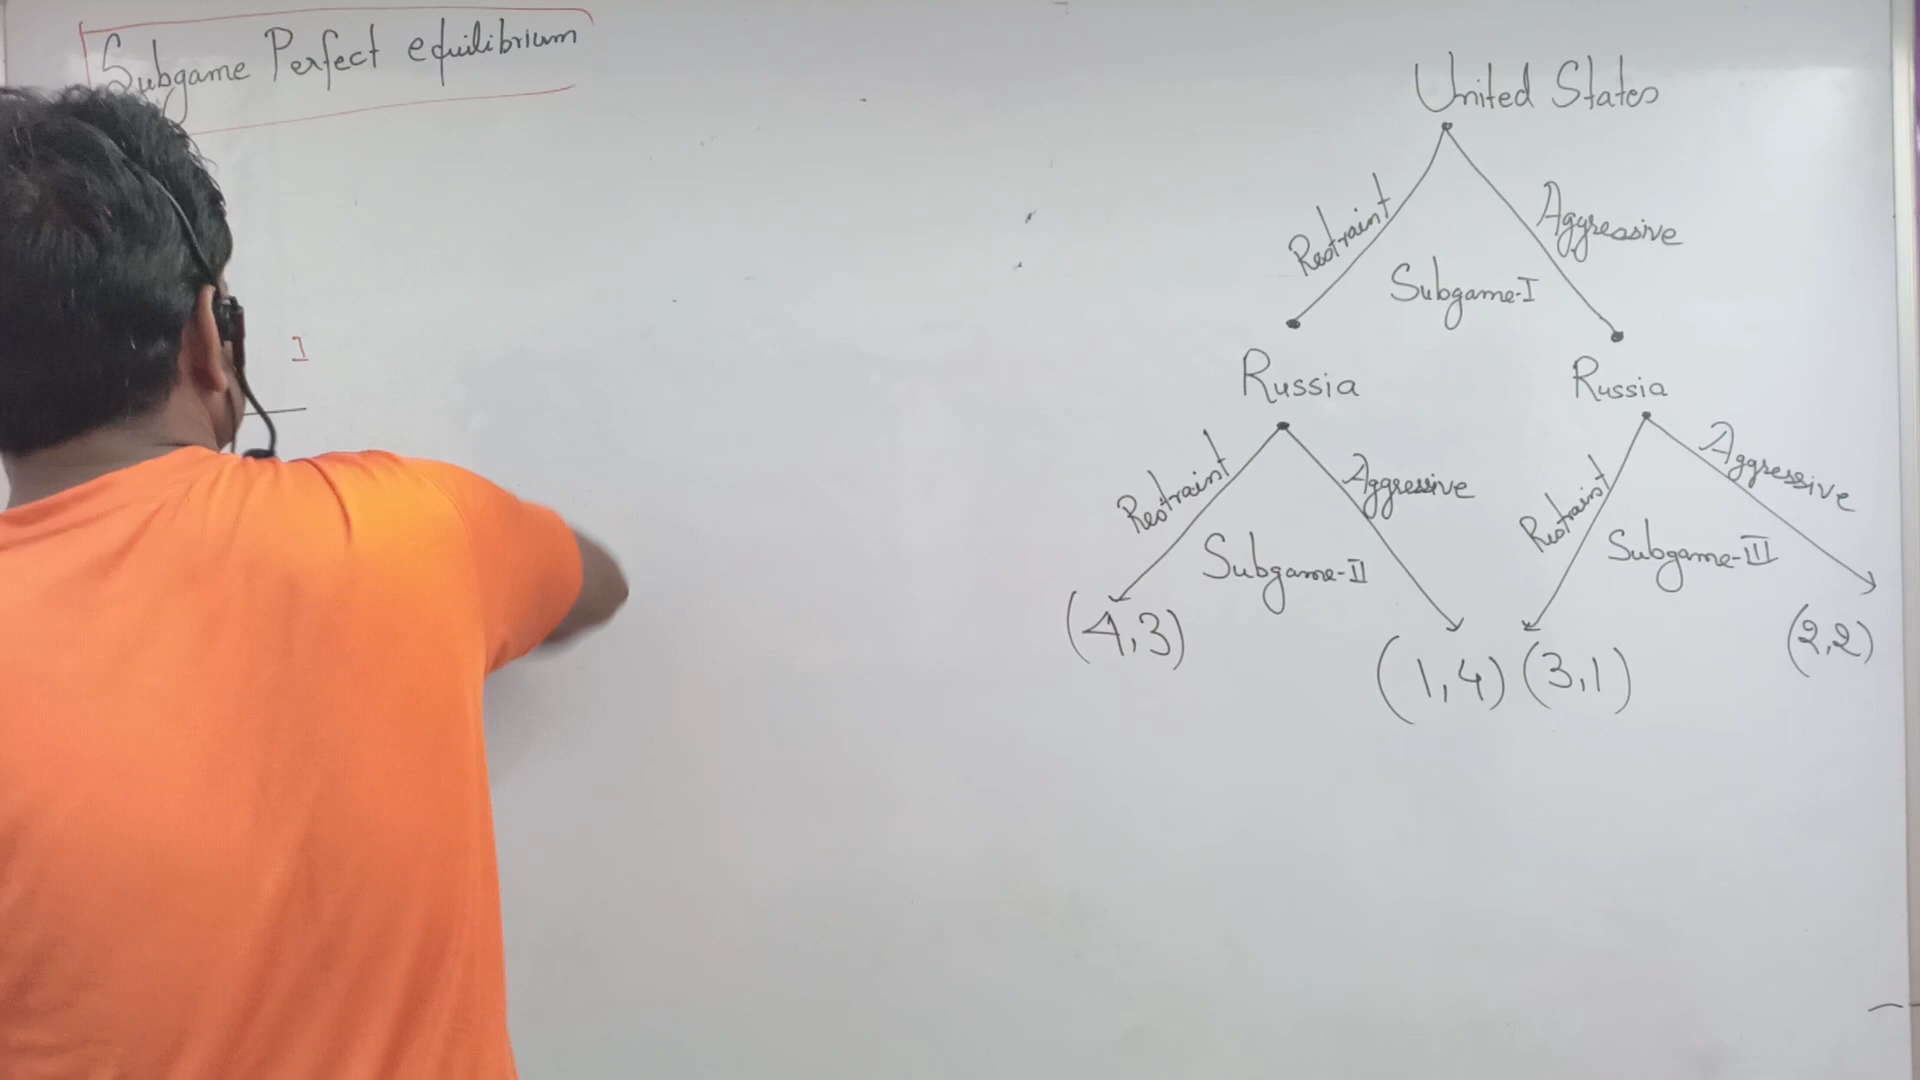 Subgame Perfect equilibrium
United States
Restraint
Aggressive
Subgame-I
Russia
Russia
Restraint
Aggressive
Restraint
Aggressive
Subgame-II
Subgame-III
(4,3)
(1,4)
(3,1)
(2,2)